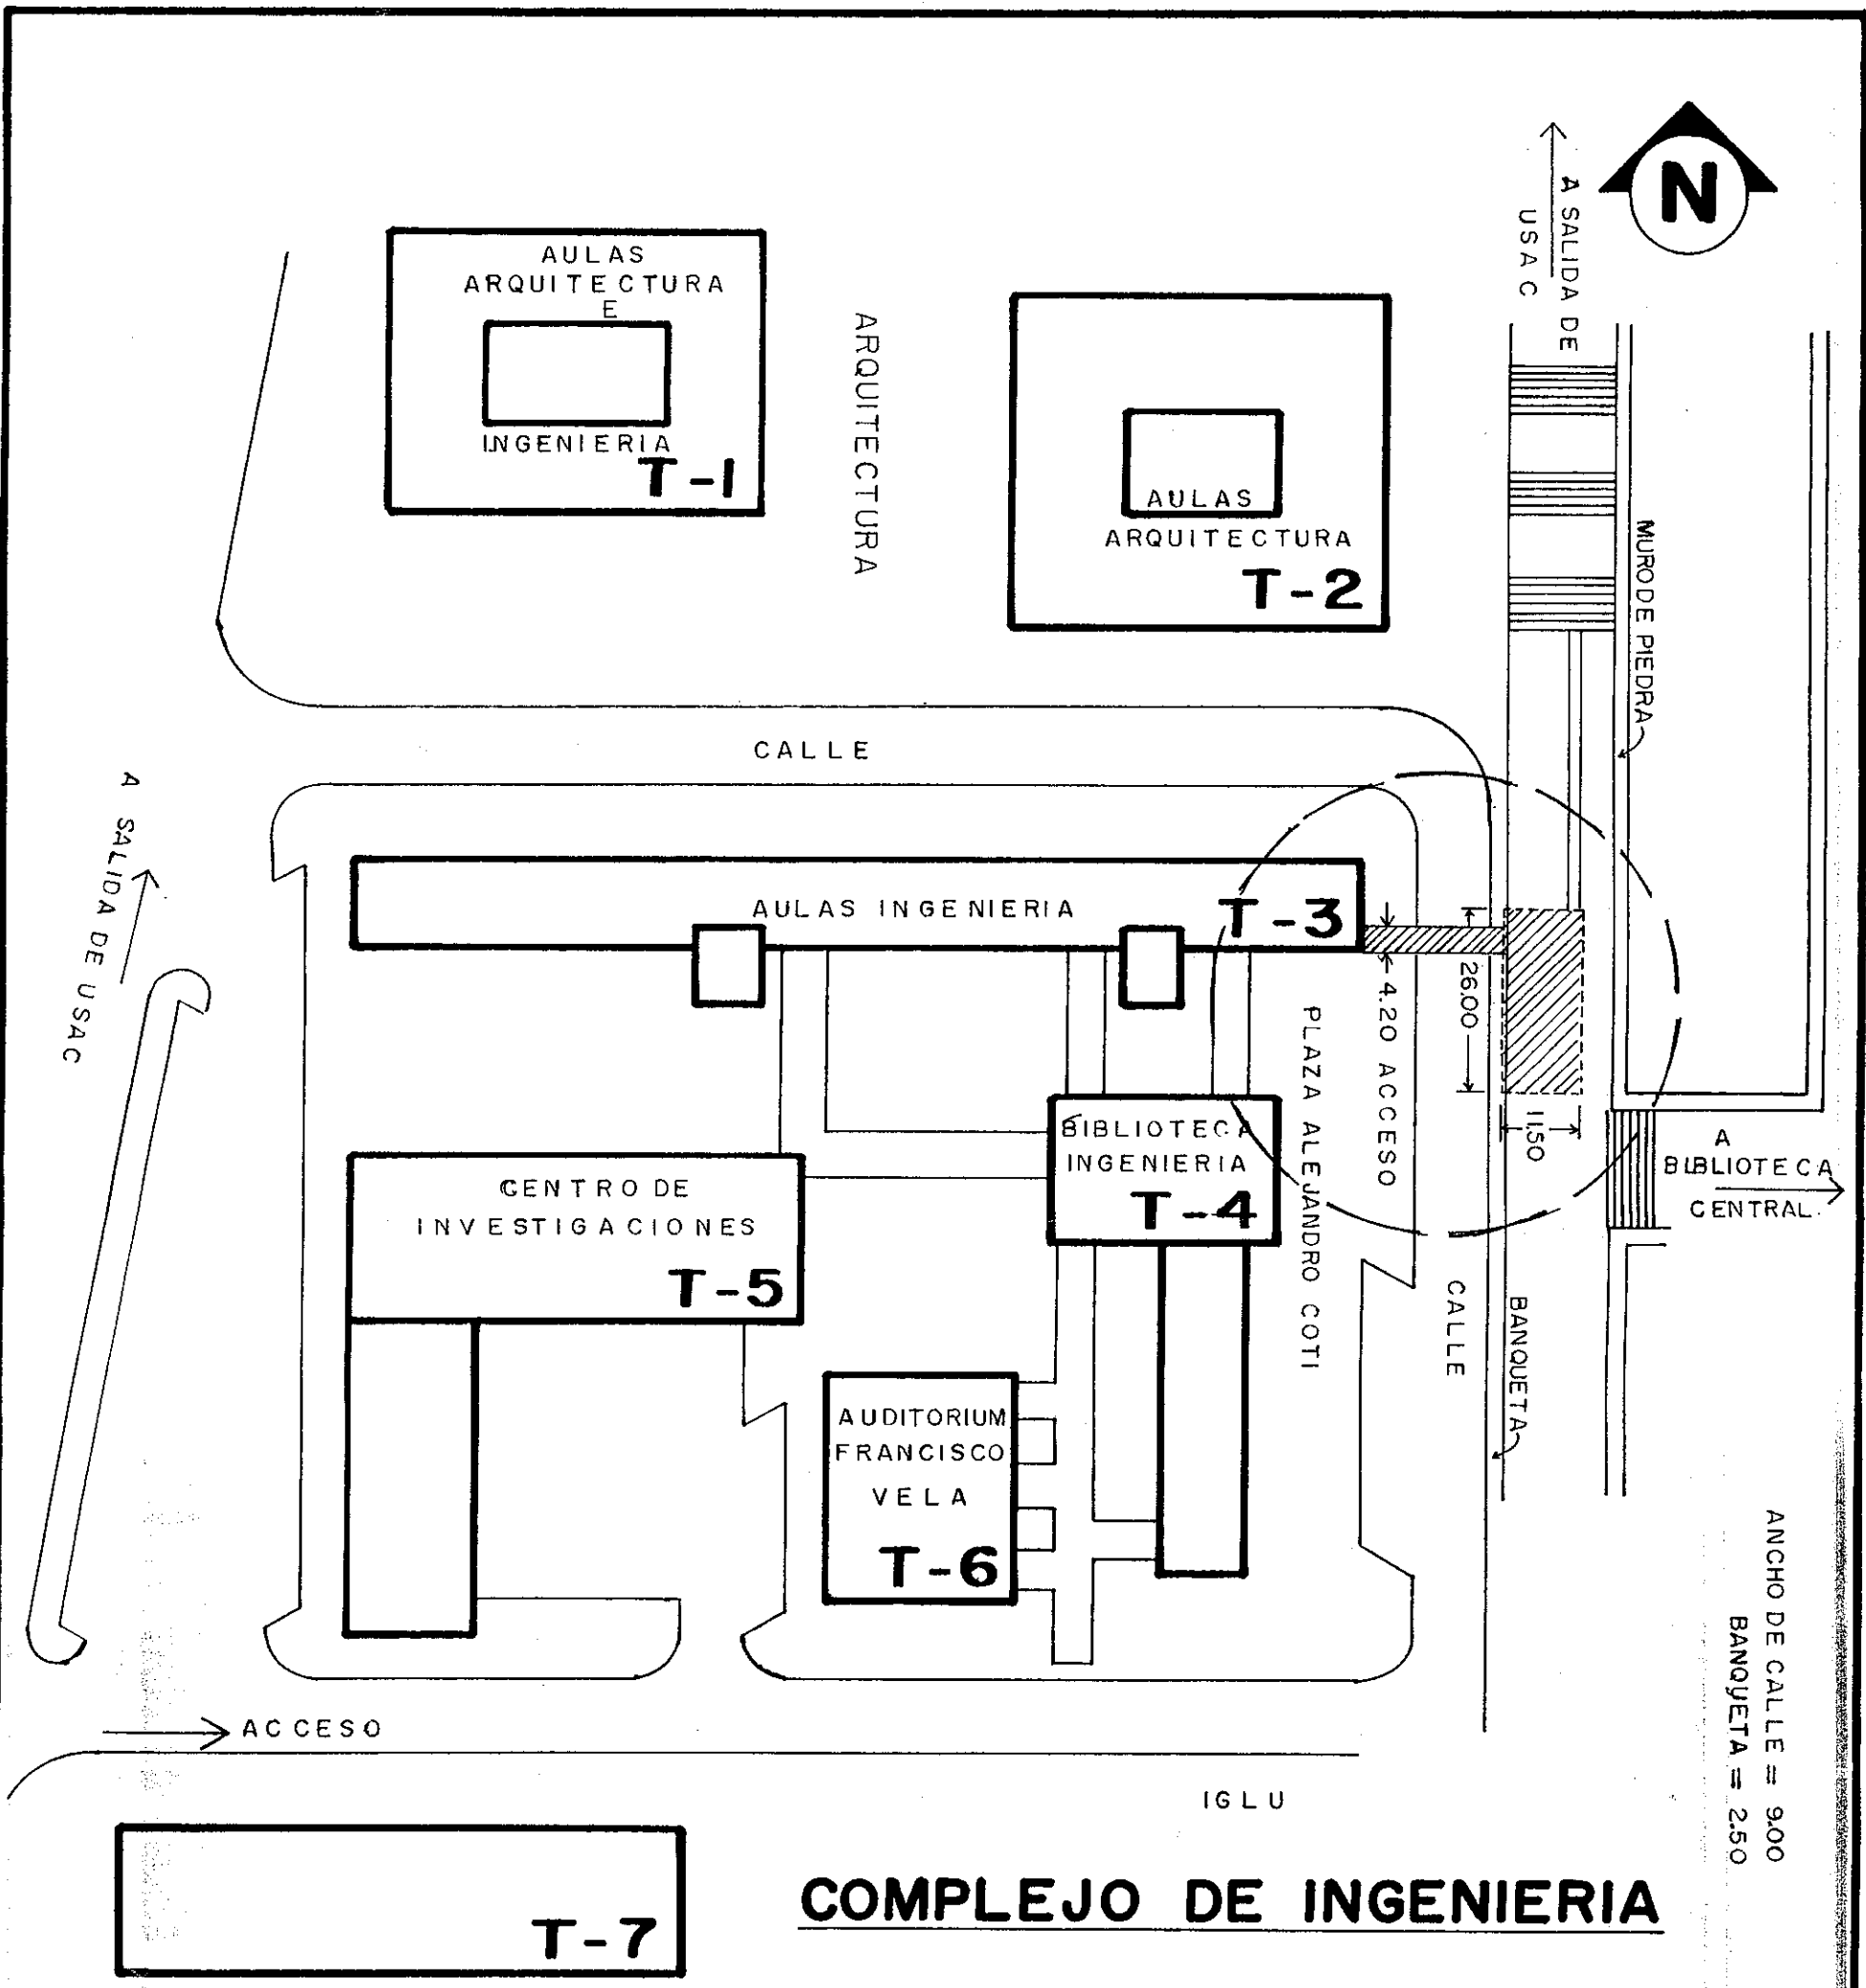 N
A SALIDA DE
USAC
AULAS
ARQUITECTURA
E
INGENIERIA
T-1
ARQUITECTURA
AULAS
ARQUITECTURA
T-2
MURO DE PIEDRA
CALLE
A SALIDA DE USAC
AULAS INGENIERIA
T-3
4.20 ACCESO
26.00
11.50
PLAZA ALEJANDRO COTI
BIBLIOTECA
INGENIERIA
T-4
A
BIBLIOTECA
CENTRAL.
CENTRO DE
INVESTIGACIONES
T-5
CALLE
BANQUETA
AUDITORIUM
FRANCISCO
VELA
T-6
ANCHO DE CALLE = 9.00
BANQUETA = 2.50
ACCESO
IGLU
T-7
COMPLEJO DE INGENIERIA